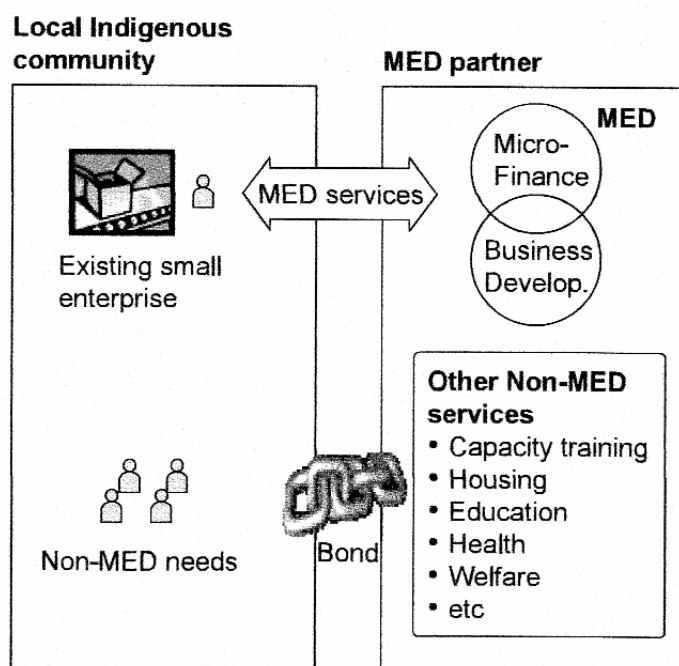 Local Indigenous
community
MED partner
MED
Micro-
Finance
MED services
Business
Develop.
Existing small
enterprise
Other Non-MED
services
• Capacity training
• Housing
• Education
• Health
• Welfare
• etc
Bond
Non-MED needs